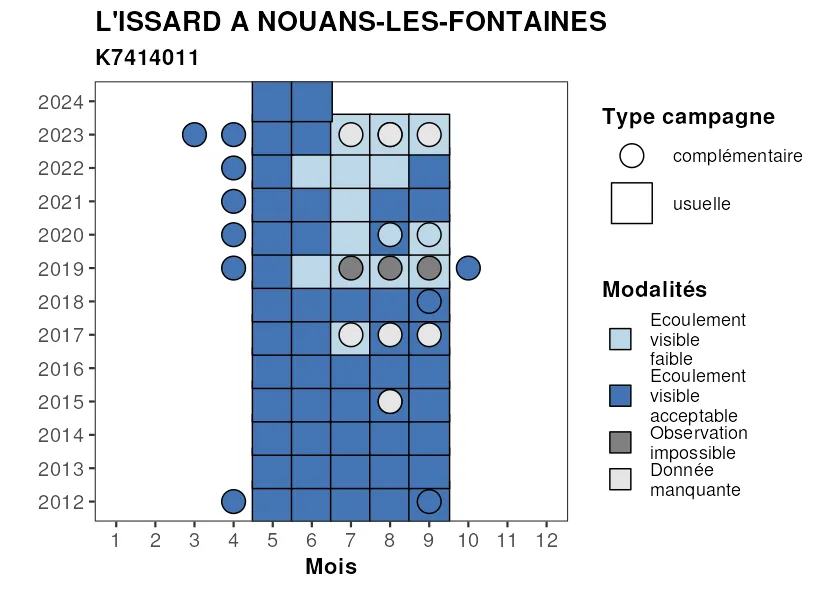 L'ISSARD A NOUANS-LES-FONTAINES
K7414011
2024
2023
2022
2021
2020
2019
2018
2017
2016
2015
2014
2013
2012
1 2 3 4 5 6 7 8 9 10 11 12
Mois
Type campagne
complémentaire
usuelle
Modalités
Ecoulement
visible
faible
Ecoulement
visible
acceptable
Observation
impossible
Donnée
manquante